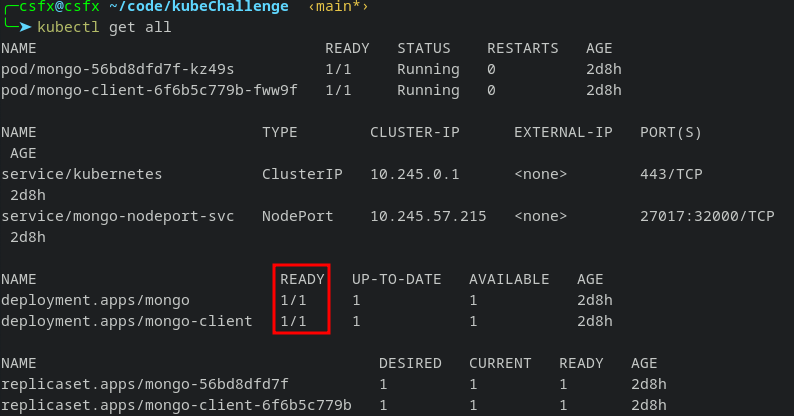 ╭─csfx@csfx ~/code/kubeChallenge ‹main*›
╰─➤ kubectl get all
NAME READY STATUS RESTARTS AGE
pod/mongo-56bd8dfd7f-kz49s 1/1 Running 0 2d8h
pod/mongo-client-6f6b5c779b-fww9f 1/1 Running 0 2d8h
NAME TYPE CLUSTER-IP EXTERNAL-IP PORT(S)
AGE
service/kubernetes ClusterIP 10.245.0.1 <none> 443/TCP
2d8h
service/mongo-nodeport-svc NodePort 10.245.57.215 <none> 27017:32000/TCP
2d8h
NAME READY UP-TO-DATE AVAILABLE AGE
deployment.apps/mongo 1/1 1 1 2d8h
deployment.apps/mongo-client 1/1 1 1 2d8h
NAME DESIRED CURRENT READY AGE
replicaset.apps/mongo-56bd8dfd7f 1 1 1 2d8h
replicaset.apps/mongo-client-6f6b5c779b 1 1 1 2d8h